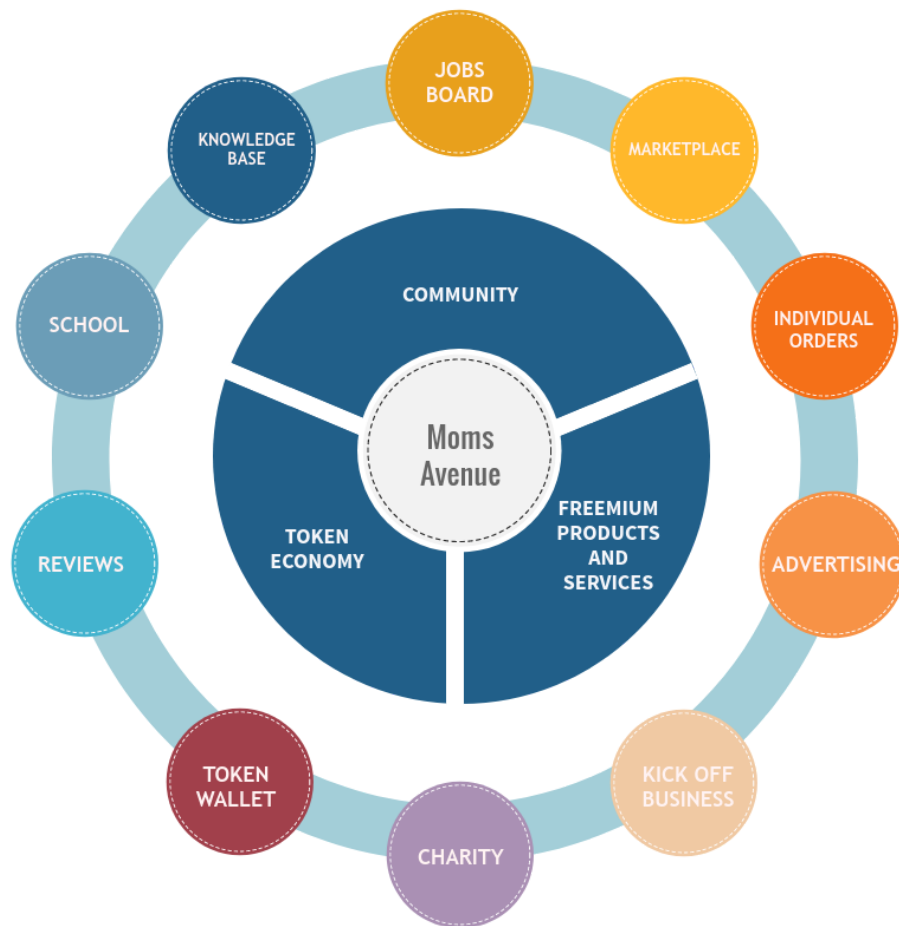 JOBS
BOARD
KNOWLEDGE
BASE
MARKETPLACE
COMMUNITY
SCHOOL
INDIVIDUAL
ORDERS
Moms
Avenue
TOKEN
ECONOMY
FREEMIUM
PRODUCTS
AND
SERVICES
REVIEWS
ADVERTISING
TOKEN
WALLET
KICK OFF
BUSINESS
CHARITY